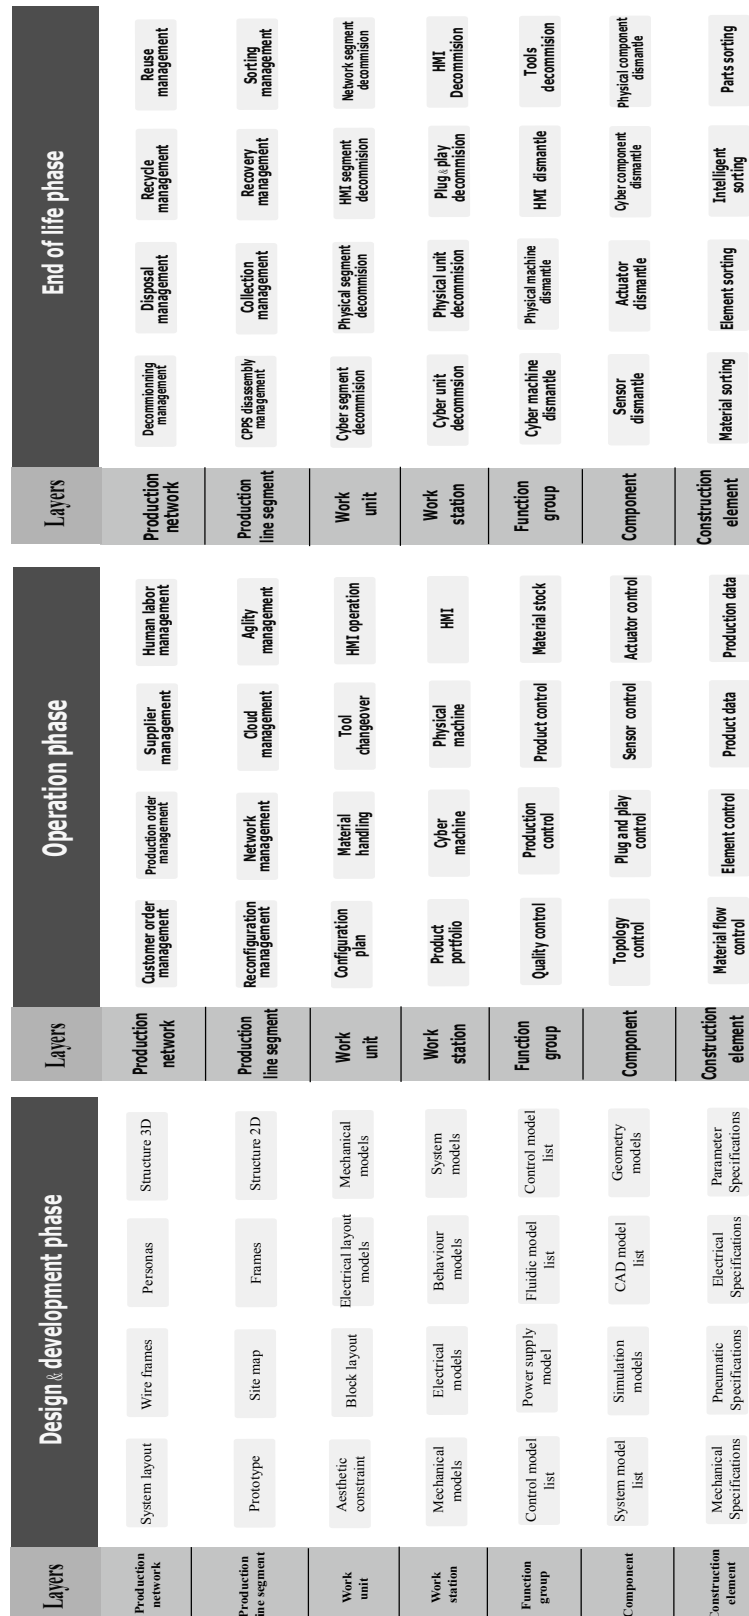 Layers
Design & development phase
Production
network
System layout
Wire frames
Personas
Structure 3D
Production
ine segment
Prototype
Site map
Frames
Structure 2D
Work
unit
Aesthetic
constraint
Block layout
Electrical layout
models
Mechanical
models
Work
station
Mechanical
models
Electrical
models
Behaviour
models
System
models
Function
group
Control model
list
Power supply
model
Fluidic model
list
Control model
list
Component
System model
list
Simulation
models
CAD model
list
Geometry
models
Construction
element
Mechanical
Specifications
Pneumatic
Specifications
Electrical
Specifications
Parameter
Specifications
Layers
Operation phase
Production
network
Customer order
management
Production order
management
Supplier
management
Human labor
management
Production
line segment
Reconfiguration
management
Network
management
Cloud
management
Aglity
management
Work
unit
Configuration
plan
Material
handling
Tool
changeover
HMI operation
Work
station
Product
portfolio
Cyber
machine
Physical
machine
HMI
Function
group
Quality control
Production
control
Product control
Material stock
Component
Topology
control
Plug and play
control
Sensor control
Actuator control
Construction
element
Material flow
control
Element control
Product data
Production data
Layers
End of life phase
Production
network
Decommionning
management
Disposal
management
Recycle
management
Reuse
management
Production
line segment
CPPS disassembly
management
Collection
management
Recovery
management
Sorting
management
Work
unit
Cyber segment
decommision
Physical segment
decommision
HMI segment
decommision
Network segment
decommision
Work
station
Cyber unit
decommsion
Physical unit
decommision
Plug & play
decommision
HMI
Decommision
Function
group
Cyber machine
dismantle
Physical machine
dismantle
HMI dismantle
Tools
decommision
Component
Sensor
dismantle
Actuator
dismantle
Cyber component
dismantle
Physical component
dismantle
Construction
element
Material sorting
Element sorting
Intelligent
sorting
Parts sorting